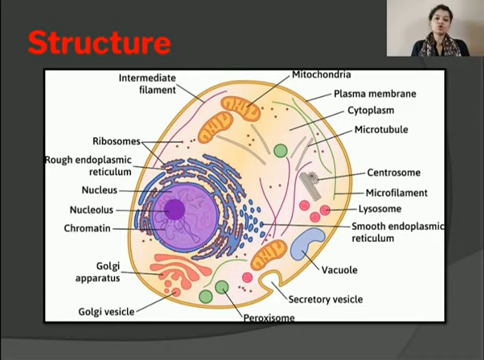 Structure
Intermediate
filament
Ribosomes
Rough endoplasmic
reticulum
Nucleus
Nucleolus
Chromatin
Golgi
apparatus
Golgi vesicle
Mitochondria
Plasma membrane
Cytoplasm
Microtubule
Centrosome
Microfilament
Lysosome
Smooth endoplasmic
reticulum
Vacuole
Secretory vesicle
Peroxisome